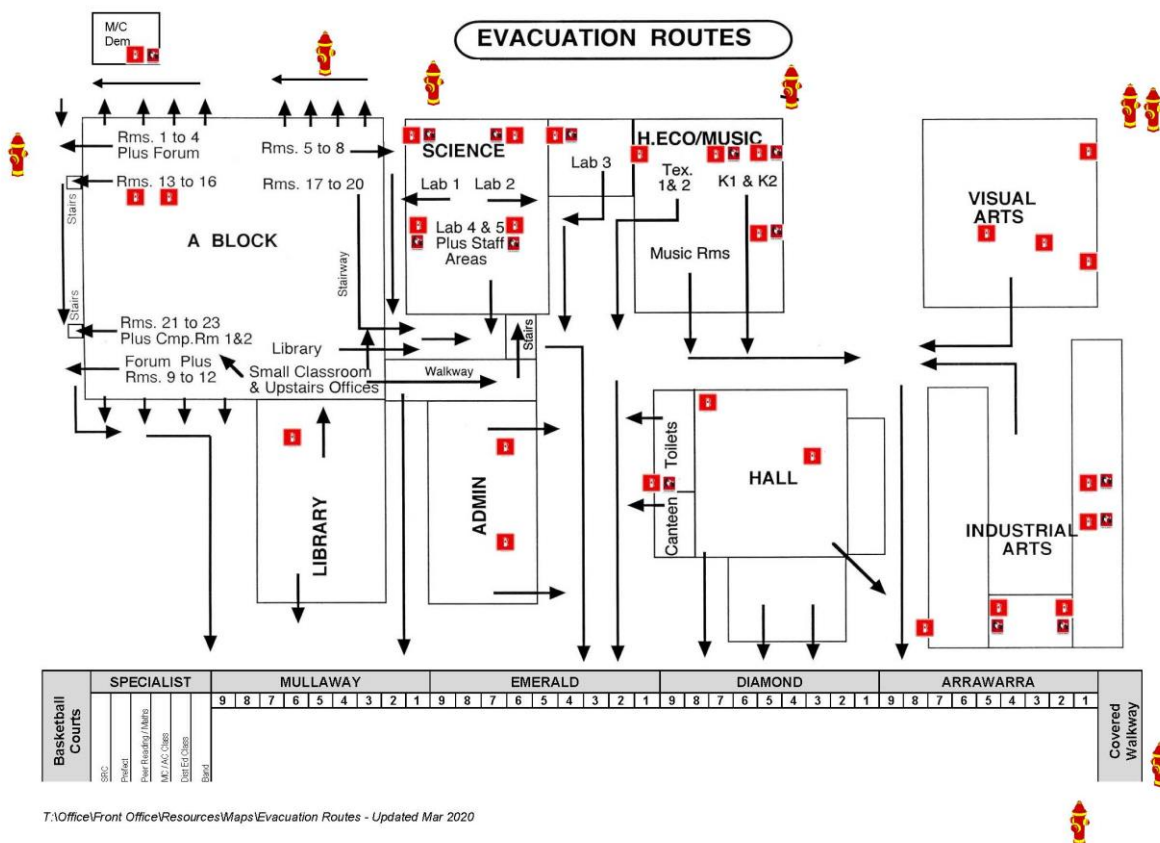 M/C
Dem
EVACUATION ROUTES
Rms. 1 to 4
Plus Forum
Rms. 5 to 8
Rms. 13 to 16
Rms. 17 to 20
Stairs
A BLOCK
Stairway
Stairs
Rms. 21 to 23
Plus Cmp.Rm 1&2
Forum Plus
Rms. 9 to 12
Library
Small Classroom
& Upstairs Offices
SCIENCE
Lab 1
Lab 2
Lab 4 & 5
Plus Staff
Areas
Lab 3
H.ECO/MUSIC
Tex.
1& 2
K1 & K2
Music Rms
VISUAL
ARTS
Stairs
Walkway
LIBRARY
ADMIN
Toilets
Canteen
HALL
INDUSTRIAL
ARTS
Basketball
Courts
SPECIALIST
MULLAWAY
EMERALD
DIAMOND
ARRAWARRA
9 8 7 6 5 4 3 2 1 9 8 7 6 5 4 3 2 1 9 8 7 6 5 4 3 2 1 9 8 7 6 5 4 3 2 1
SRC
Prefect
Peer Reading / Maths
MC / AC Class
Dist Ed Class
Band
Covered
Walkway
T:\Office\Front Office\Resources\Maps\Evacuation Routes - Updated Mar 2020